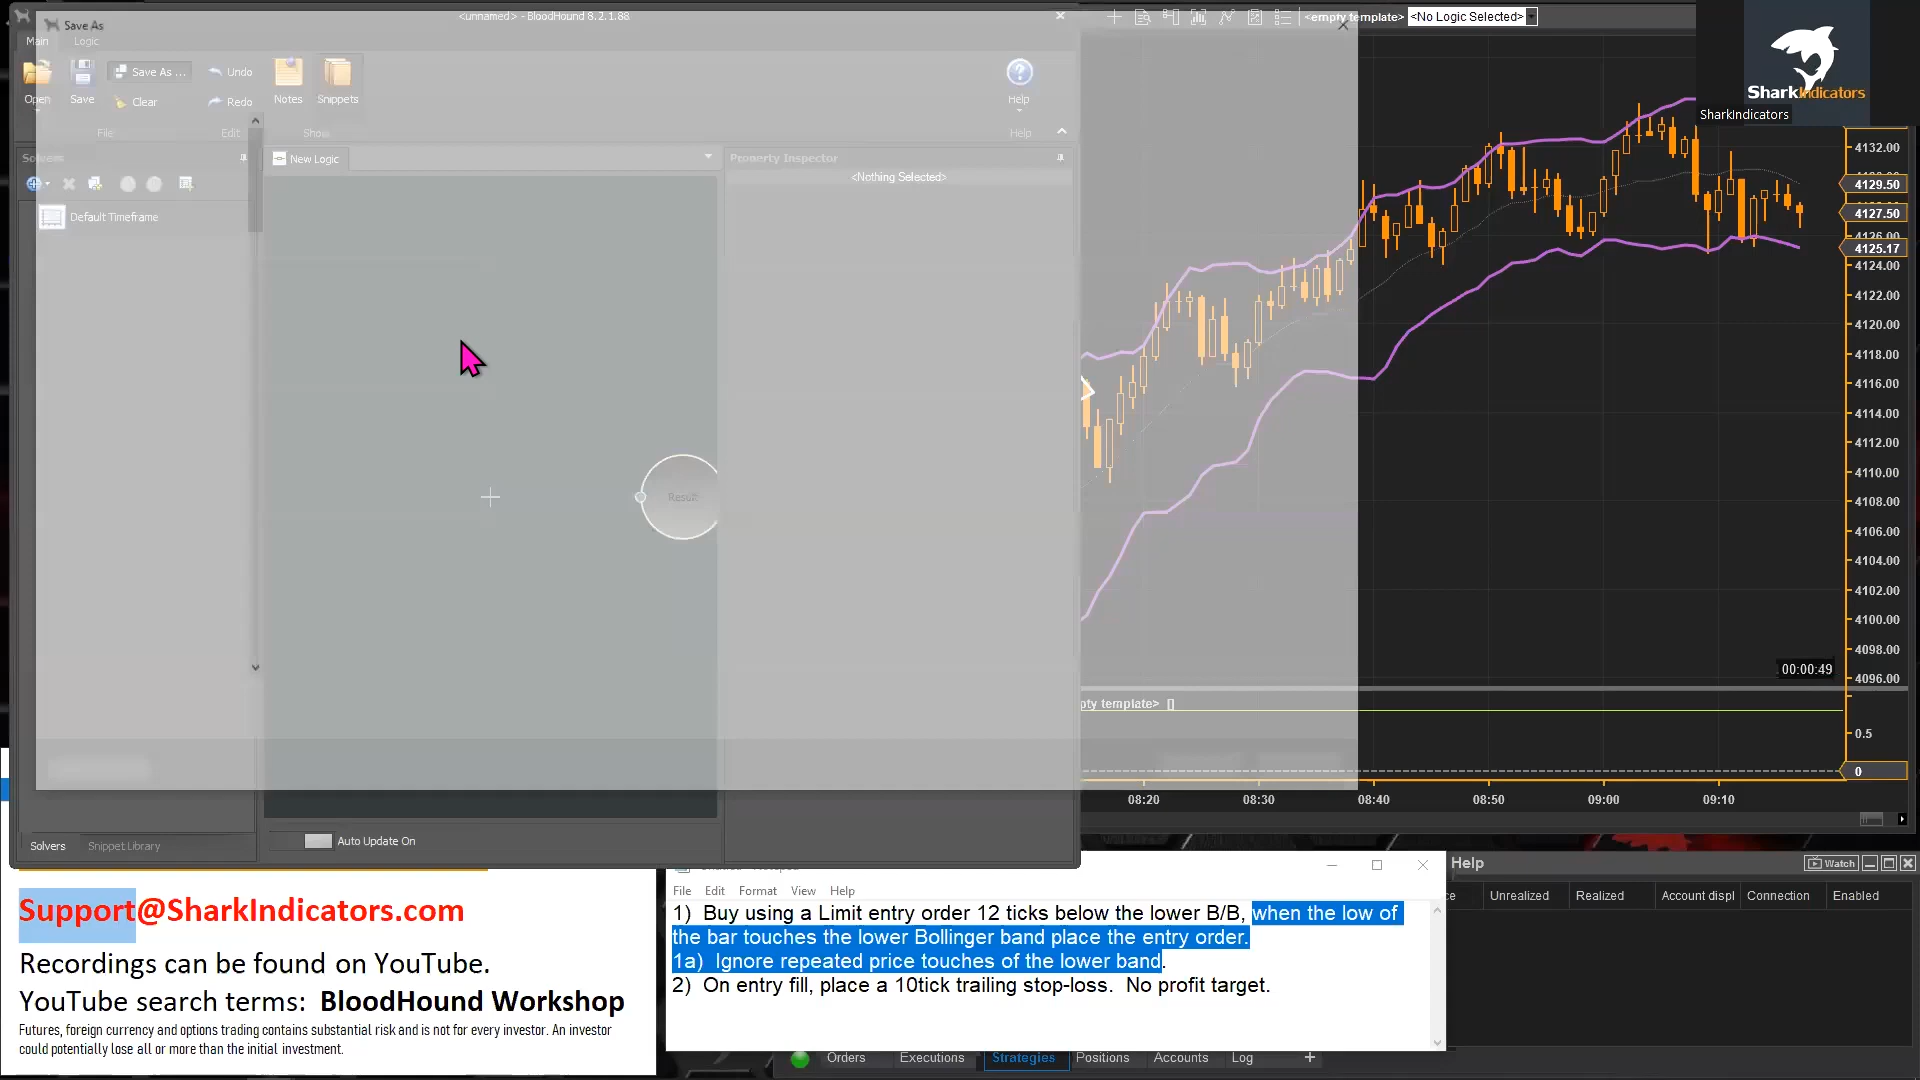 <unnamed> - BloodHound 8.2.1.88
Save As
Main
Logic
<empty template>
<No Logic Selected>
Open
Save
Save As ...
Clear
Undo
Redo
Notes
Snippets
Help
File
Edit
Show
Help
SharkIndicators
SharkIndicators
Solvers
New Logic
Property Inspector
<Nothing Selected>
Default Timeframe
Result
4132.00
4129.50
4127.50
4126.00
4125.17
4124.00
4122.00
4120.00
4118.00
4116.00
4114.00
4112.00
4110.00
4108.00
4106.00
4104.00
4102.00
4100.00
4098.00
4096.00
00:00:49
pty template> []
0.5
0
08:20
08:30
08:40
08:50
09:00
09:10
Solvers
Snippet Library
Auto Update On
Support@SharkIndicators.com
Recordings can be found on YouTube.
YouTube search terms: BloodHound Workshop
Futures, foreign currency and options trading contains substantial risk and is not for every investor. An investor
could potentially lose all or more than the initial investment.
File Edit Format View Help
1) Buy using a Limit entry order 12 ticks below the lower B/B, when the low of
the bar touches the lower Bollinger band place the entry order.
1a) Ignore repeated price touches of the lower band.
2) On entry fill, place a 10tick trailing stop-loss. No profit target.
Help
Watch
ce
Unrealized
Realized
Account displ
Connection
Enabled
Orders
Executions
Strategies
Positions
Accounts
Log
+